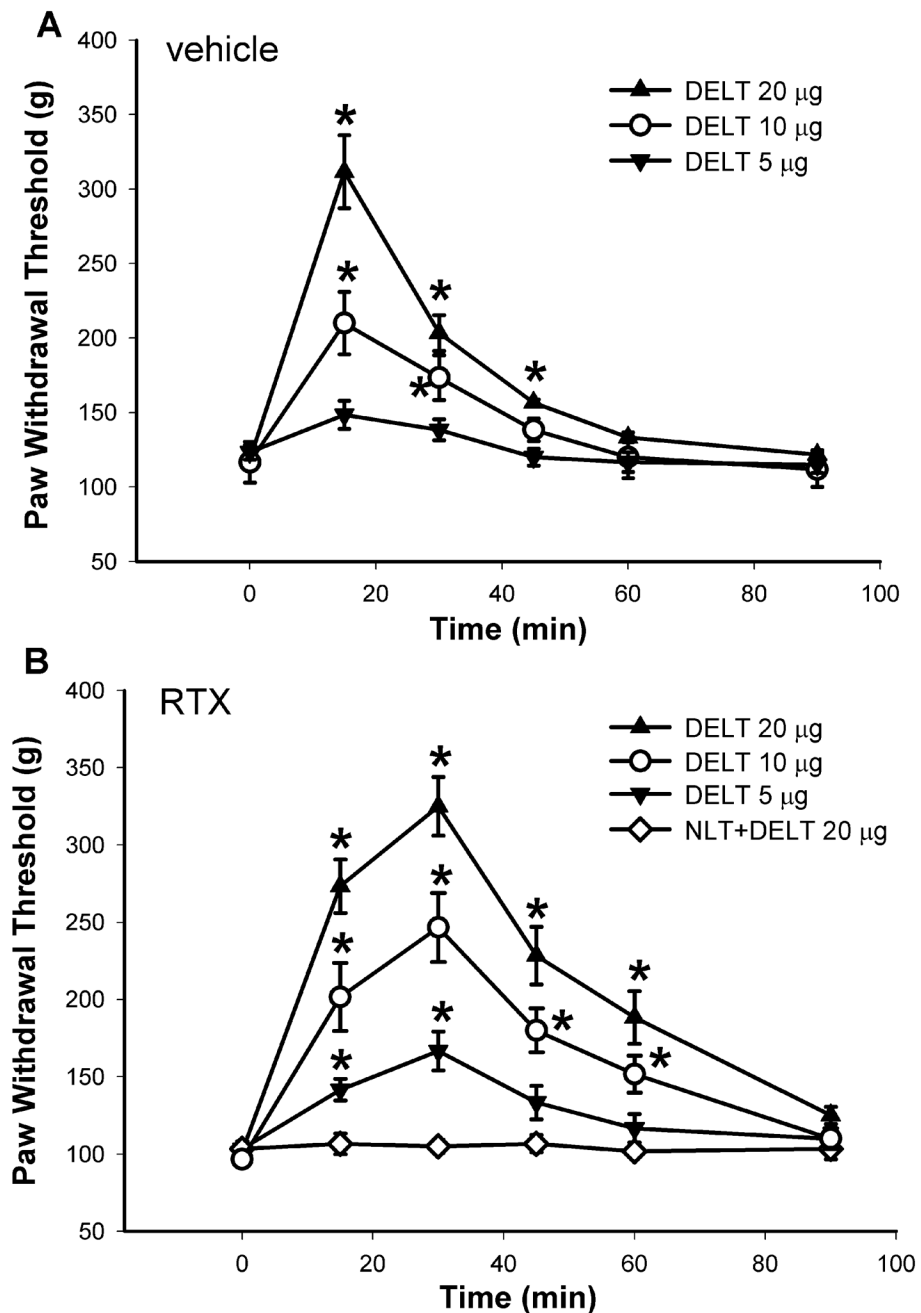 A
vehicle
Paw Withdrawal Threshold (g)
400
350
300
250
200
150
100
50
DELT 20 μg
DELT 10 μg
DELT 5 μg
*
*
*
*
*
0
20
40
60
80
100
Time (min)
B
RTX
Paw Withdrawal Threshold (g)
400
350
300
250
200
150
100
50
DELT 20 μg
DELT 10 μg
DELT 5 μg
NLT+DELT 20 μg
*
*
*
*
*
*
*
*
*
*
0
20
40
60
80
100
Time (min)